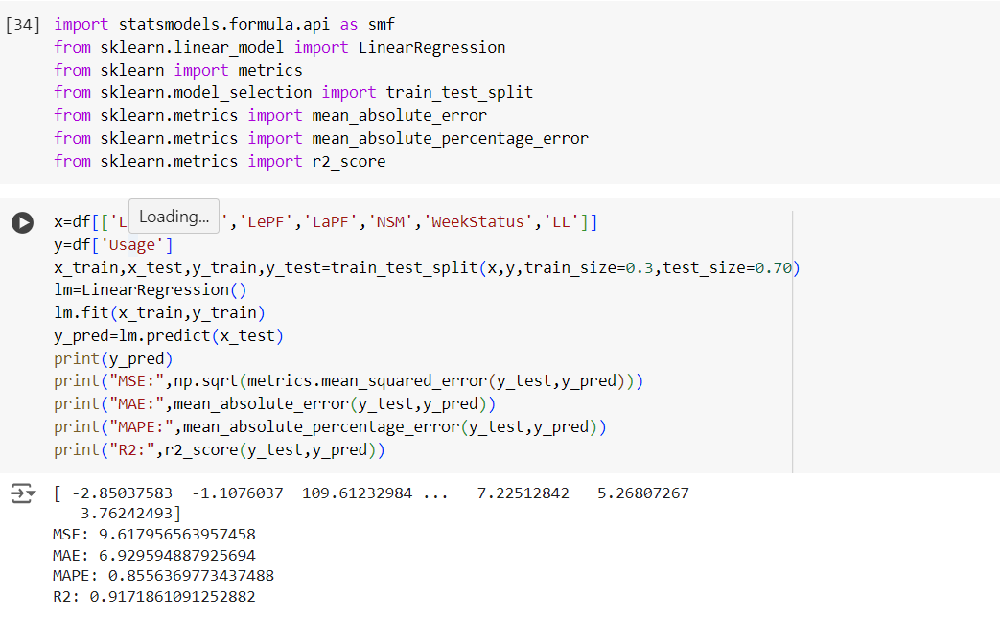 [34] import statsmodels.formula.api as smf
from sklearn.linear_model import LinearRegression
from sklearn import metrics
from sklearn.model_selection import train_test_split
from sklearn.metrics import mean_absolute_error
from sklearn.metrics import mean_absolute_percentage_error
from sklearn.metrics import r2_score
Loading...
x=df[['L ','LePF','LaPF','NSM','WeekStatus','LL']]
y=df['Usage']
x_train,x_test,y_train,y_test=train_test_split(x,y,train_size=0.3,test_size=0.70)
lm=LinearRegression()
lm.fit(x_train,y_train)
y_pred=lm.predict(x_test)
print(y_pred)
print("MSE:",np.sqrt(metrics.mean_squared_error(y_test,y_pred)))
print("MAE:",mean_absolute_error(y_test,y_pred))
print("MAPE:",mean_absolute_percentage_error(y_test,y_pred))
print("R2:",r2_score(y_test,y_pred))
[ -2.85037583 -1.1076037 109.61232984 ... 7.22512842 5.26807267
3.76242493]
MSE: 9.617956563957458
MAE: 6.929594887925694
MAPE: 0.8556369773437488
R2: 0.9171861091252882